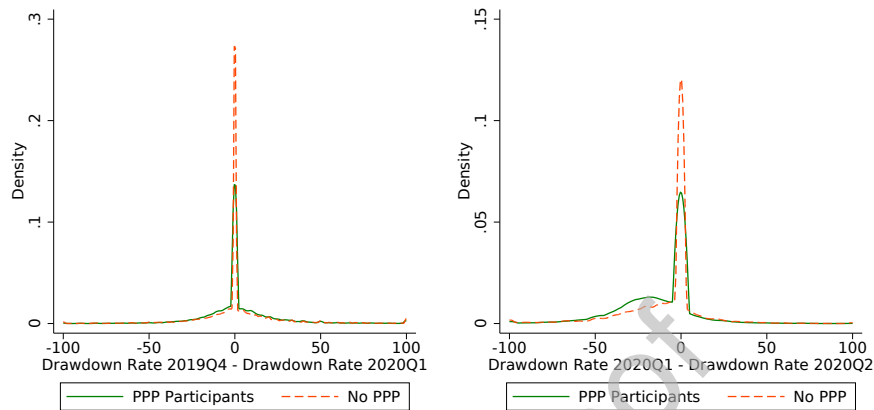 .3
.2
.1
0
Density
-100 -50 0 50 100
Drawdown Rate 2019Q4 - Drawdown Rate 2020Q1
PPP Participants No PPP
.15
.1
.05
0
Density
-100 -50 0 50 100
Drawdown Rate 2020Q1 - Drawdown Rate 2020Q2
PPP Participants No PPP
of